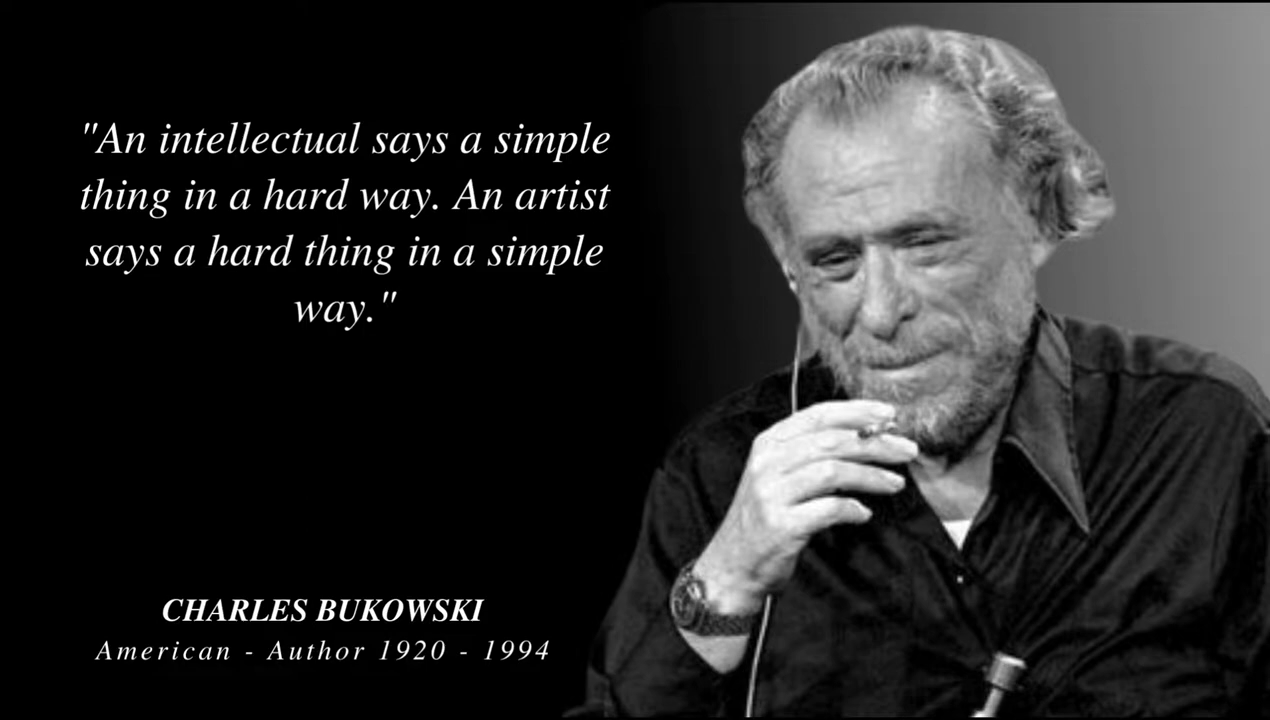 "An intellectual says a simple
thing in a hard way. An artist
says a hard thing in a simple
way."
CHARLES BUKOWSKI
American - Author 1920 - 1994